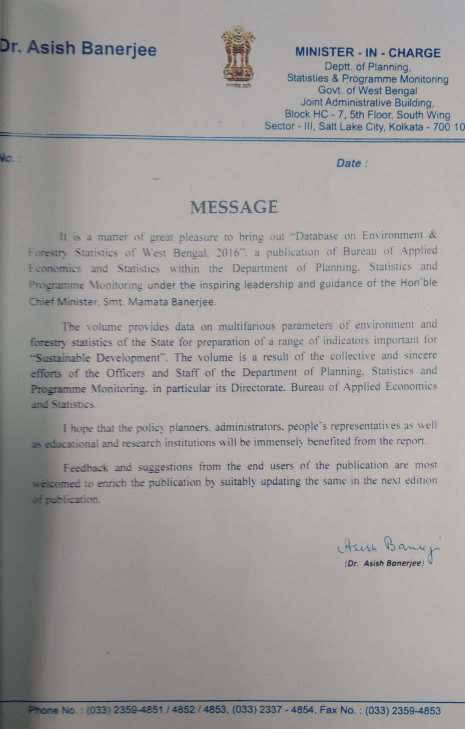 Dr. Asish Banerjee
MINISTER - IN - CHARGE
Deptt. of Planning,
Statisties & Programme Monitoring
Govt. of West Bengal
Joint Administrative Building,
Block HC - 7, 5th Floor, South Wing
Sector - III, Salt Lake City, Kolkata - 700 10
No. :
Date :
MESSAGE
It is a matter of great pleasure to bring out “Database on Environment &
Forestry Statistics of West Bengal, 2016”, a publication of Bureau of Applied
Economics and Statistics within the Department of Planning, Statistics and
Programme Monitoring under the inspiring leadership and guidance of the Hon'ble
Chief Minister, Smt. Mamata Banerjee.
The volume provides data on multifarious parameters of environment and
forestry statistics of the State for preparation of a range of indicators important for
“Sustainable Development”. The volume is a result of the collective and sincere
efforts of the Officers and Staff of the Department of Planning, Statistics and
Programme Monitoring, in particular its Directorate, Bureau of Applied Economics
and Statistics.
I hope that the policy planners, administrators, people's representatives as well
as educational and research institutions will be immensely benefited from the report.
Feedback and suggestions from the end users of the publication are most
welcomed to enrich the publication by suitably updating the same in the next edition
of publication.
Asish Banerji
(Dr. Asish Banerjee)
Phone No. : (033) 2359-4851 / 4852 / 4853, (033) 2337 - 4854, Fax No. : (033) 2359-4853